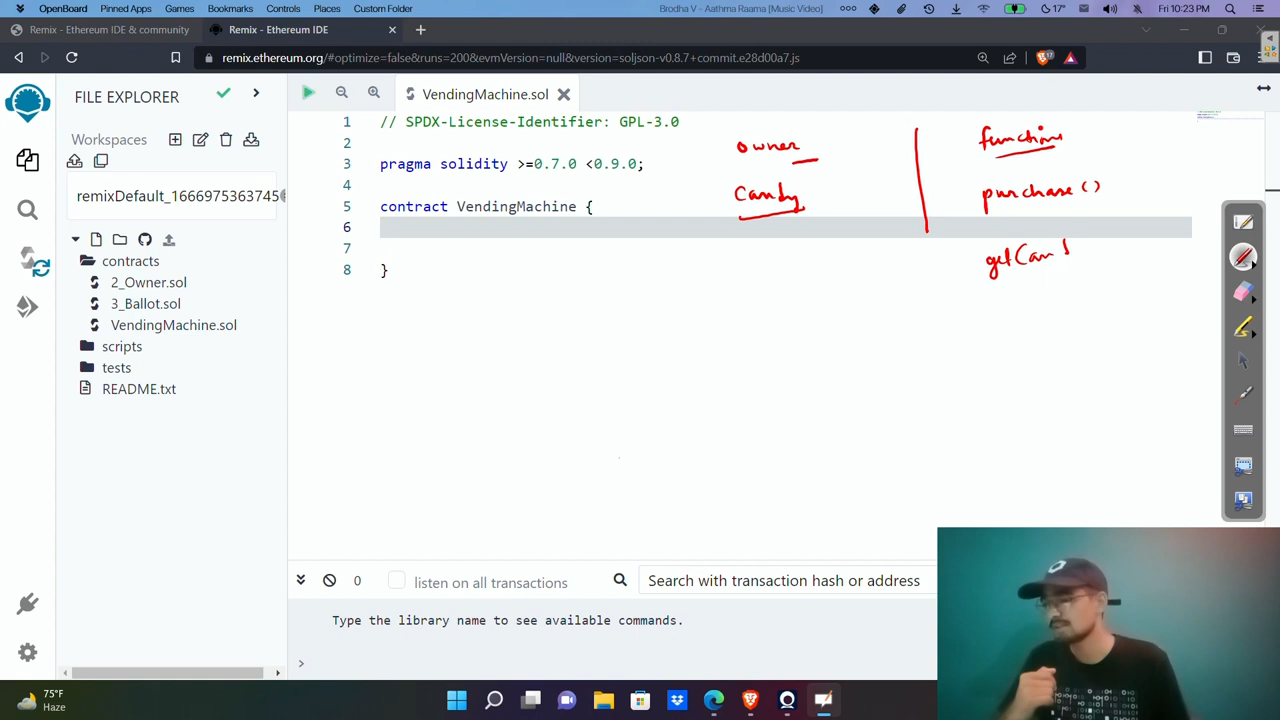 OpenBoard Pinned Apps Games Bookmarks Controls Places Custom Folder Brodha V - Aathma Raama [Music Video] 17° Fri 10:23 PM
Remix - Ethereum IDE & community Remix - Ethereum IDE
remix.ethereum.org/#optimize=false&runs=200&evmVersion=null&version=soljson-v0.8.7+commit.e28d00a7.js 17
FILE EXPLORER
VendingMachine.sol
1 // SPDX-License-Identifier: GPL-3.0
2
3 pragma solidity >=0.7.0 <0.9.0;
4
5 contract VendingMachine {
6
7
8 }
owner
Candy
functions
purchase()
getCan
Workspaces
remixDefault_1666975363745
contracts
2_Owner.sol
3_Ballot.sol
VendingMachine.sol
scripts
tests
README.txt
0 listen on all transactions Search with transaction hash or address
Type the library name to see available commands.
>
75°F
Haze